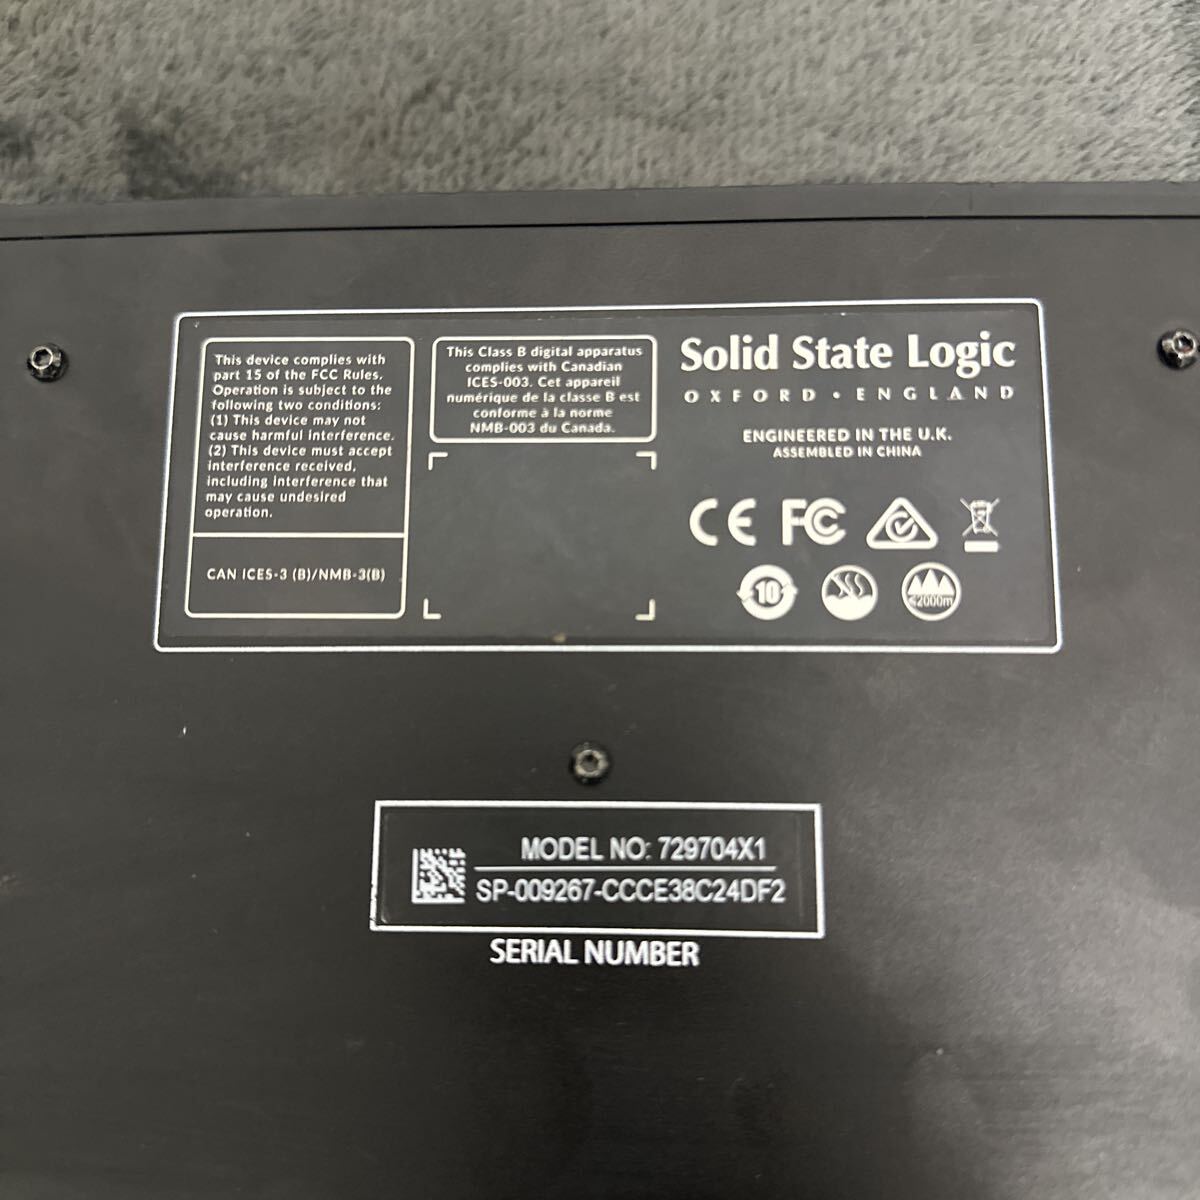 This device complies with
part 15 of the FCC Rules.
Operation is subject to the
following two conditions:
(1) This device may not
cause harmful interference.
(2) This device must accept
interference received,
including interference that
may cause undesired
operation.
CAN ICES-3 (B)/NMB-3(B)
This Class B digital apparatus
complies with Canadian
ICES-003. Cet appareil
numérique de la classe B est
conforme à la norme
NMB-003 du Canada.
Solid State Logic
OXFORD • ENGLAND
ENGINEERED IN THE U.K.
ASSEMBLED IN CHINA
CE FC
10
≤2000m
MODEL NO: 729704X1
SP-009267-CCCE38C24DF2
SERIAL NUMBER